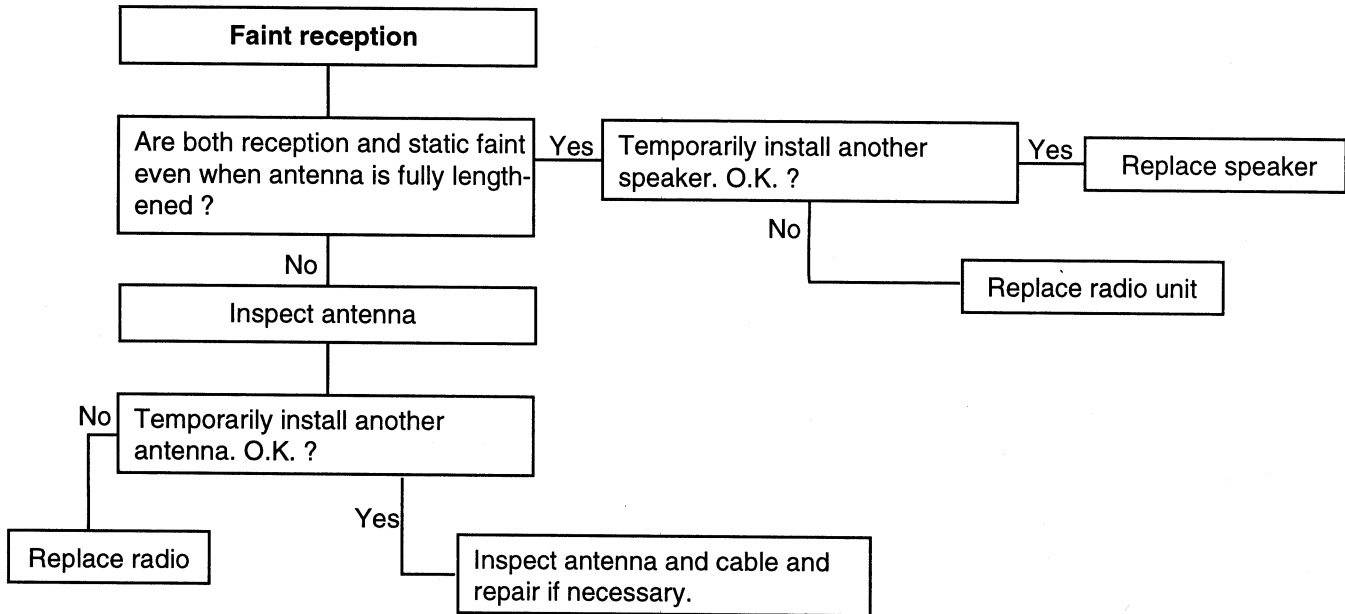 Faint reception
Are both reception and static faint
even when antenna is fully length-
ened ?
Yes
Temporarily install another
speaker. O.K. ?
Yes
Replace speaker
No
Replace radio unit
No
Inspect antenna
No
Temporarily install another
antenna. O.K. ?
Yes
Replace radio
Inspect antenna and cable and
repair if necessary.